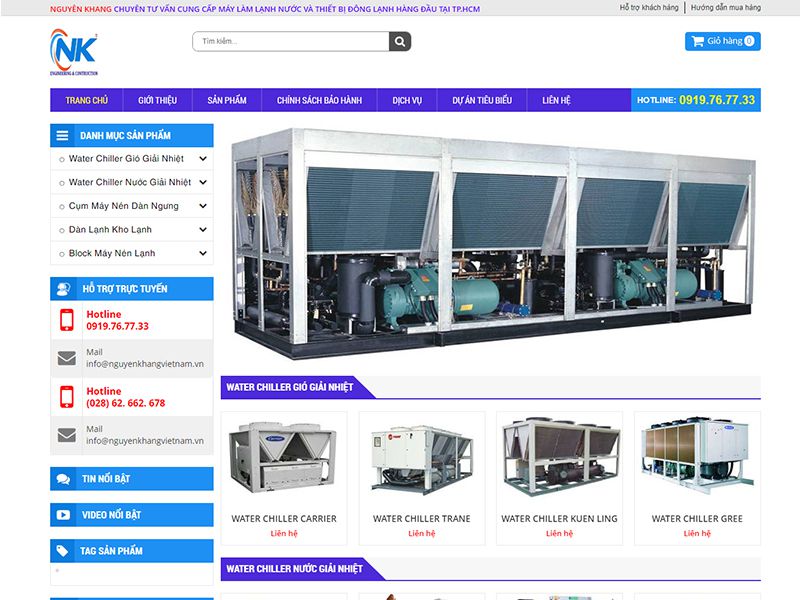 NGUYÊN KHANG CHUYÊN TƯ VẤN CUNG CẤP MÁY LÀM LẠNH NƯỚC VÀ THIẾT BỊ ĐÔNG LẠNH HÀNG ĐẦU TẠI TP.HCM
Hỗ trợ khách hàng | Hướng dẫn mua hàng
NK
ENGINEERING & CONTRUCTION
Tìm kiếm...
Giỏ hàng 0
TRANG CHỦ GIỚI THIỆU SẢN PHẨM CHÍNH SÁCH BẢO HÀNH DỊCH VỤ DỰ ÁN TIÊU BIỂU LIÊN HỆ HOTLINE: 0919.76.77.33
DANH MỤC SẢN PHẨM
Water Chiller Gió Giải Nhiệt
Water Chiller Nước Giải Nhiệt
Cụm Máy Nén Dàn Ngưng
Dàn Lạnh Kho Lạnh
Block Máy Nén Lạnh
HỖ TRỢ TRỰC TUYẾN
Hotline
0919.76.77.33
Mail
info@nguyenkhangvietnam.vn
Hotline
(028) 62. 662. 678
Mail
info@nguyenkhangvietnam.vn
TIN NỔI BẬT
VIDEO NỔI BẬT
TAG SẢN PHẨM
WATER CHILLER GIÓ GIẢI NHIỆT
Carrier
TRANE
WATER CHILLER CARRIER WATER CHILLER TRANE WATER CHILLER KUEN LING WATER CHILLER GREE
Liên hệ Liên hệ Liên hệ Liên hệ
WATER CHILLER NƯỚC GIẢI NHIỆT